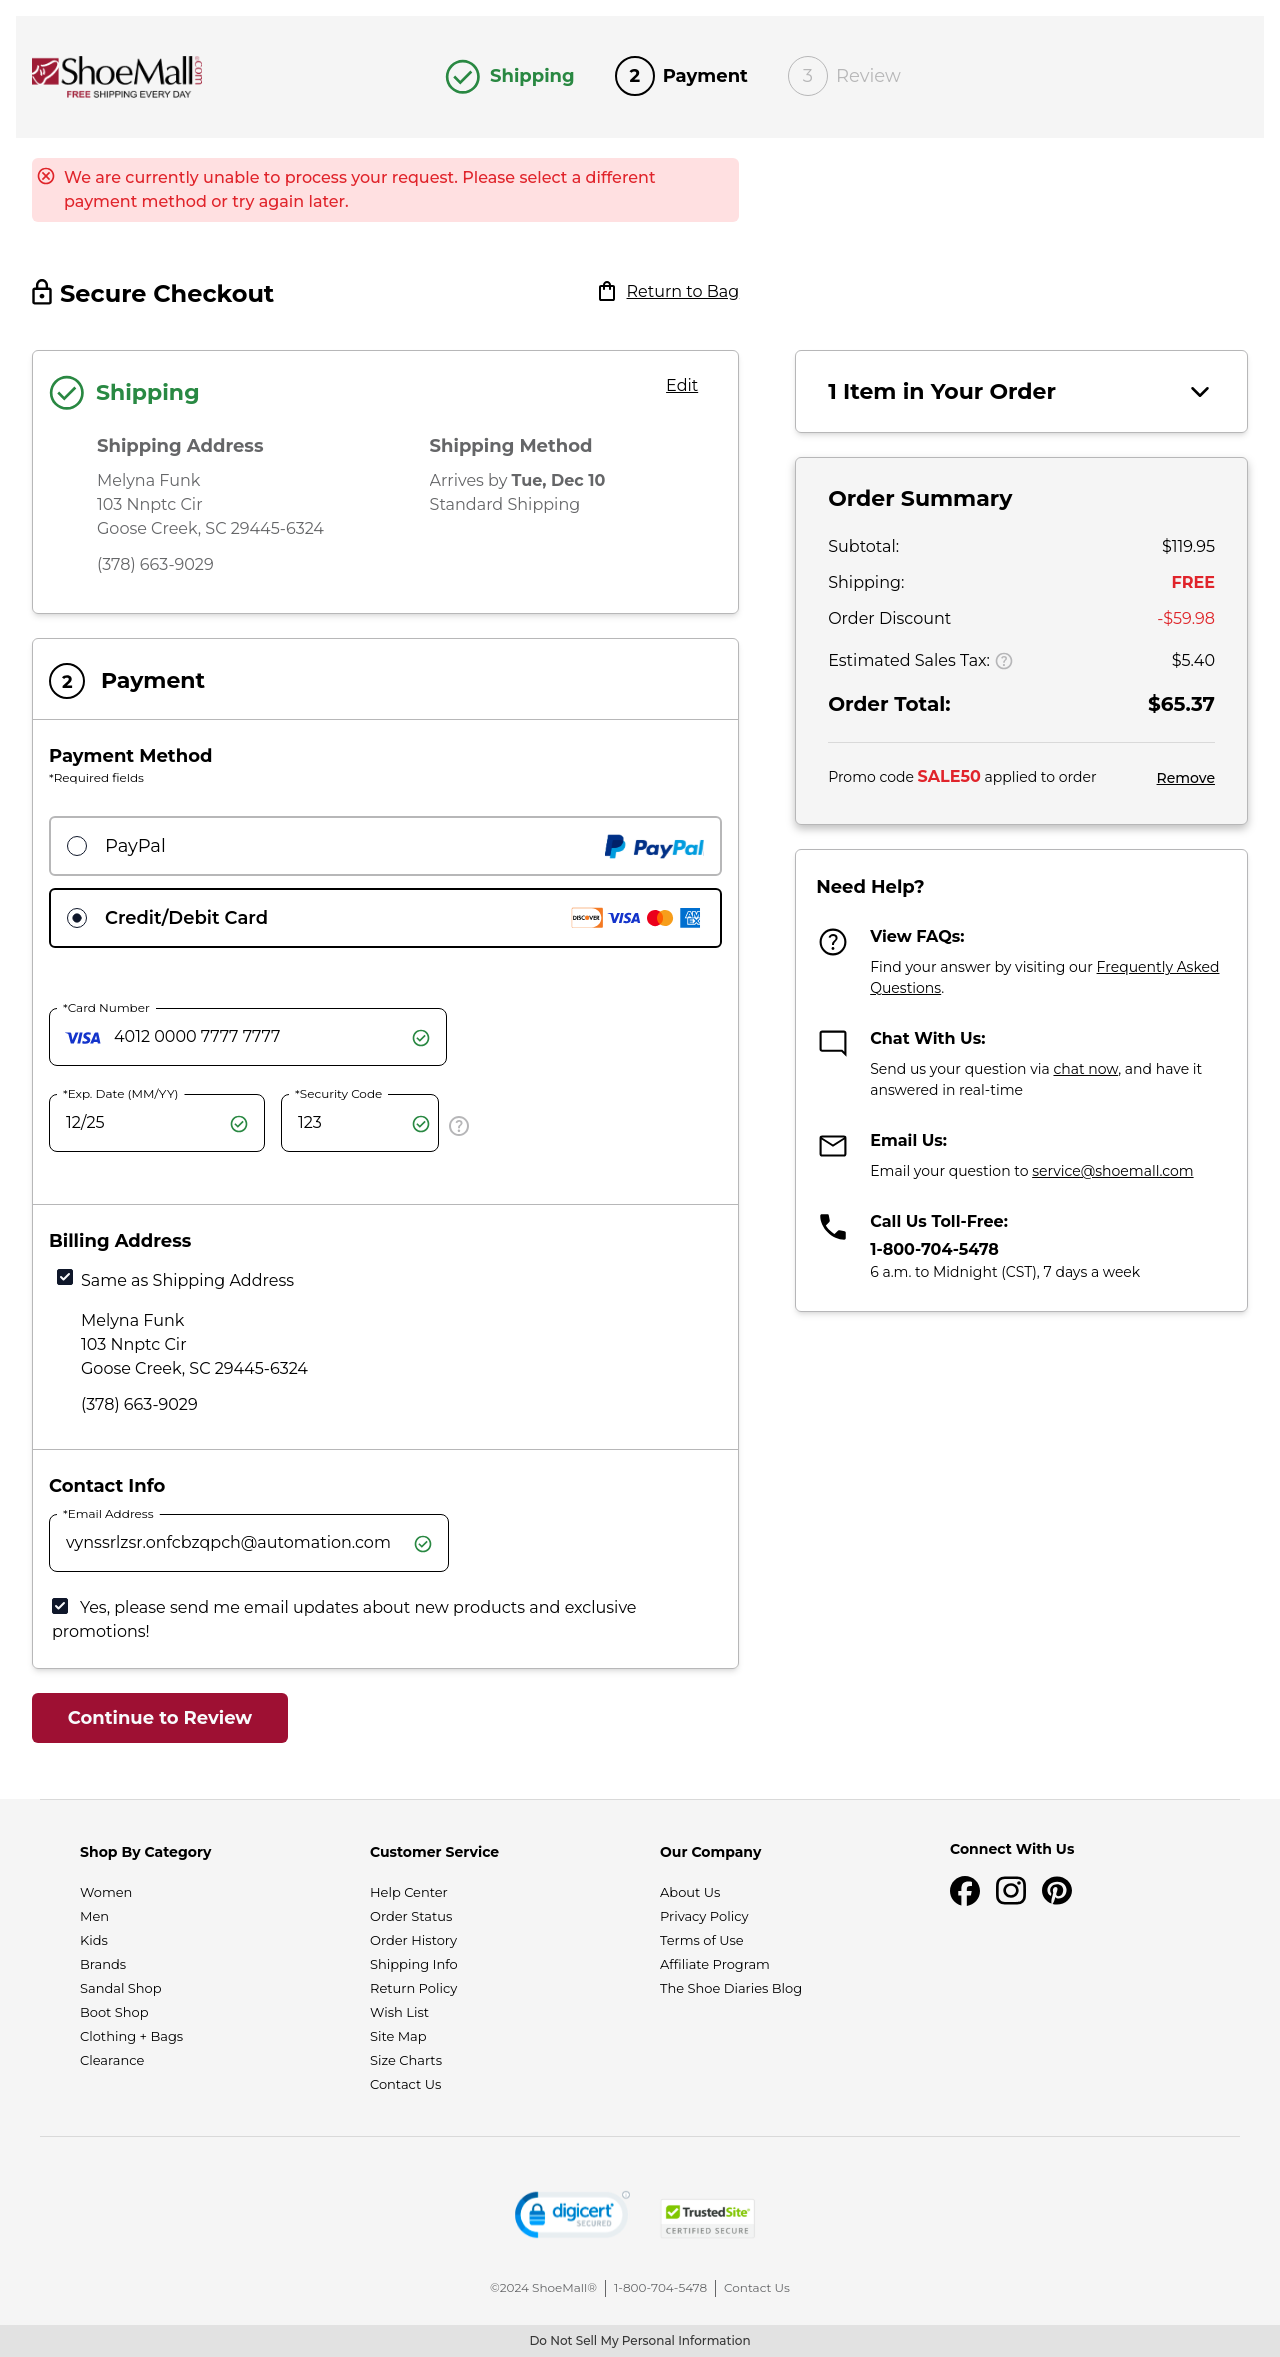 ShoeMall.com
FREE SHIPPING EVERY DAY
Shipping
2 Payment
3 Review
We are currently unable to process your request. Please select a different
payment method or try again later.
Secure Checkout
Return to Bag
Shipping
Edit
Shipping Address
Melyna Funk
103 Nnptc Cir
Goose Creek, SC 29445-6324
(378) 663-9029
Shipping Method
Arrives by Tue, Dec 10
Standard Shipping
2 Payment
Payment Method
*Required fields
PayPal
PayPal
Credit/Debit Card
DISCOVER VISA AMEX
*Card Number
VISA 4012 0000 7777 7777
*Exp. Date (MM/YY)
12/25
*Security Code
123
Billing Address
Same as Shipping Address
Melyna Funk
103 Nnptc Cir
Goose Creek, SC 29445-6324
(378) 663-9029
Contact Info
*Email Address
vynssrlzsr.onfcbzqpch@automation.com
Yes, please send me email updates about new products and exclusive
promotions!
Continue to Review
1 Item in Your Order
Order Summary
Subtotal: $119.95
Shipping: FREE
Order Discount -$59.98
Estimated Sales Tax: $5.40
Order Total: $65.37
Promo code SALE50 applied to order Remove
Need Help?
View FAQs:
Find your answer by visiting our Frequently Asked
Questions.
Chat With Us:
Send us your question via chat now, and have it
answered in real-time
Email Us:
Email your question to service@shoemall.com
Call Us Toll-Free:
1-800-704-5478
6 a.m. to Midnight (CST), 7 days a week
Shop By Category
Women
Men
Kids
Brands
Sandal Shop
Boot Shop
Clothing + Bags
Clearance
Customer Service
Help Center
Order Status
Order History
Shipping Info
Return Policy
Wish List
Site Map
Size Charts
Contact Us
Our Company
About Us
Privacy Policy
Terms of Use
Affiliate Program
The Shoe Diaries Blog
Connect With Us
digicert
SECURED
TrustedSite
CERTIFIED SECURE
©2024 ShoeMall® | 1-800-704-5478 | Contact Us
Do Not Sell My Personal Information